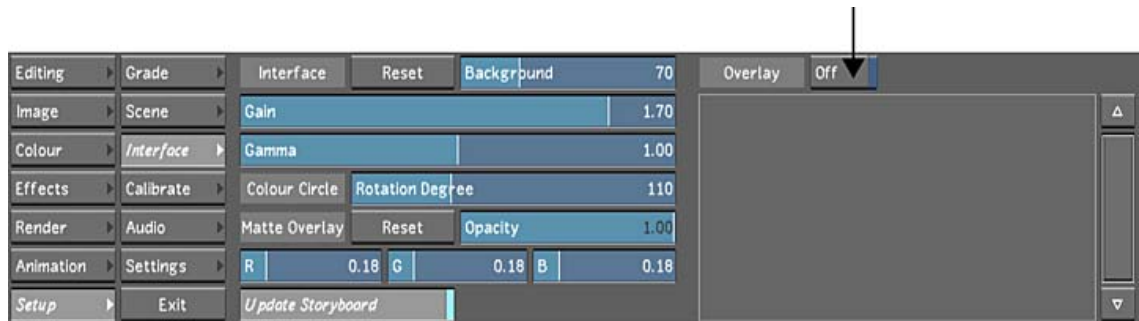 Editing Grade Interface Reset Background 70 Overlay Off
Image Scene Gain 1.70
Colour Interface Gamma 1.00
Effects Calibrate Colour Circle Rotation Degree 110
Render Audio Matte Overlay Reset Opacity 1.00
Animation Settings R 0.18 G 0.18 B 0.18
Setup Exit Update Storyboard